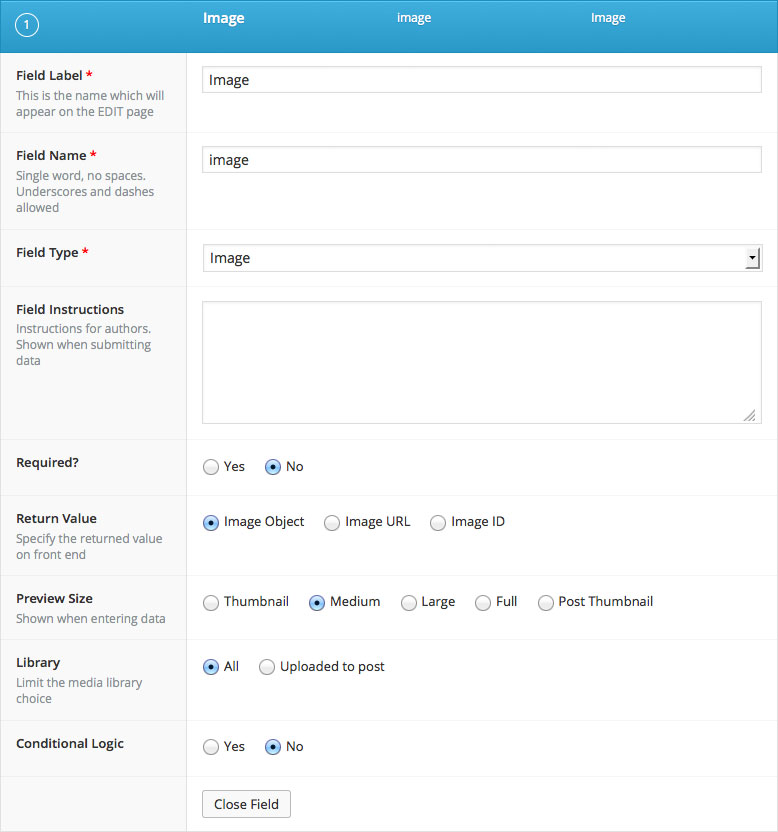 1 Image image Image
Field Label *
This is the name which will
appear on the EDIT page
Image
Field Name *
Single word, no spaces.
Underscores and dashes
allowed
image
Field Type *
Image
Field Instructions
Instructions for authors.
Shown when submitting
data
Required?
Yes No
Return Value
Specify the returned value
on front end
Image Object Image URL Image ID
Preview Size
Shown when entering data
Thumbnail Medium Large Full Post Thumbnail
Library
Limit the media library
choice
All Uploaded to post
Conditional Logic
Yes No
Close Field